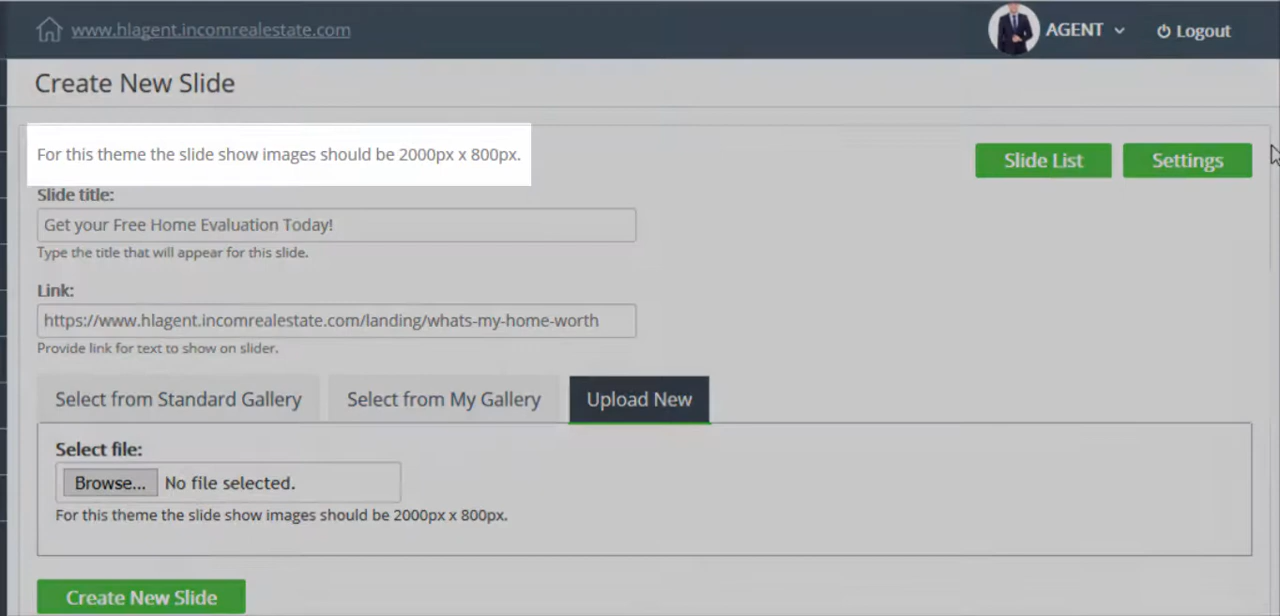 www.hlagent.incomrealestate.com
AGENT
Logout
Create New Slide
For this theme the slide show images should be 2000px x 800px.
Slide List
Settings
Slide title:
Get your Free Home Evaluation Today!
Type the title that will appear for this slide.
Link:
https://www.hlagent.incomrealestate.com/landing/whats-my-home-worth
Provide link for text to show on slider.
Select from Standard Gallery
Select from My Gallery
Upload New
Select file:
Browse... No file selected.
For this theme the slide show images should be 2000px x 800px.
Create New Slide